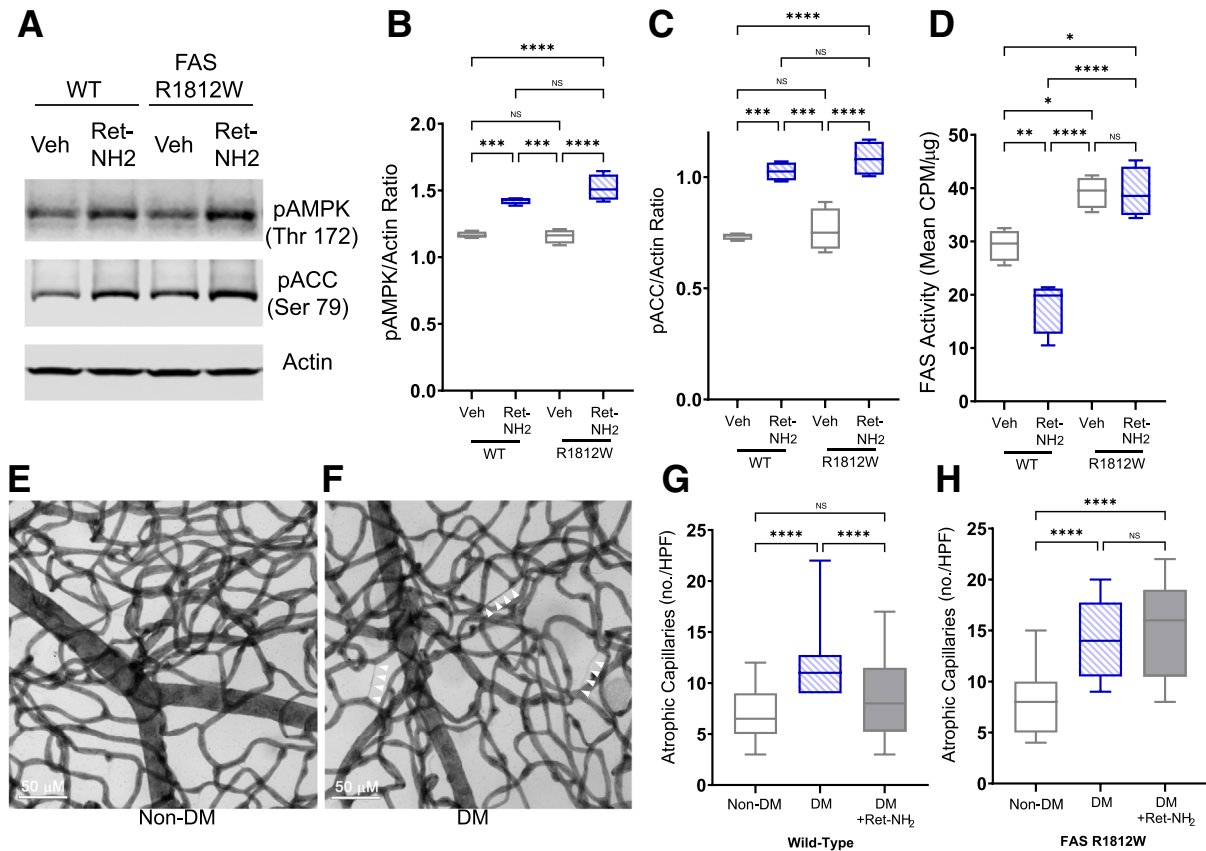 A
FAS
WT R1812W
Veh Ret-NH2 Veh Ret-NH2
pAMPK
(Thr 172)
pACC
(Ser 79)
Actin
B
****
NS
NS
*** *** ****
pAMPK/Actin Ratio
2.0
1.5
1.0
0.5
0.0
Veh Ret-NH2 Veh Ret-NH2
WT R1812W
C
****
NS
NS
*** *** ****
pACC/Actin Ratio
1.0
0.5
0.0
Veh Ret-NH2 Veh Ret-NH2
WT R1812W
D
*
****
*
** **** NS
FAS Activity (Mean CPM/µg)
50
40
30
20
10
0
Veh Ret-NH2 Veh Ret-NH2
WT R1812W
E
50 µM
Non-DM
F
50 µM
DM
G
NS
**** ****
Atrophic Capillaries (no./HPF)
25
20
15
10
5
0
Non-DM DM DM
+Ret-NH2
Wild-Type
H
****
**** NS
Atrophic Capillaries (no./HPF)
25
20
15
10
5
0
Non-DM DM DM
+Ret-NH2
FAS R1812W